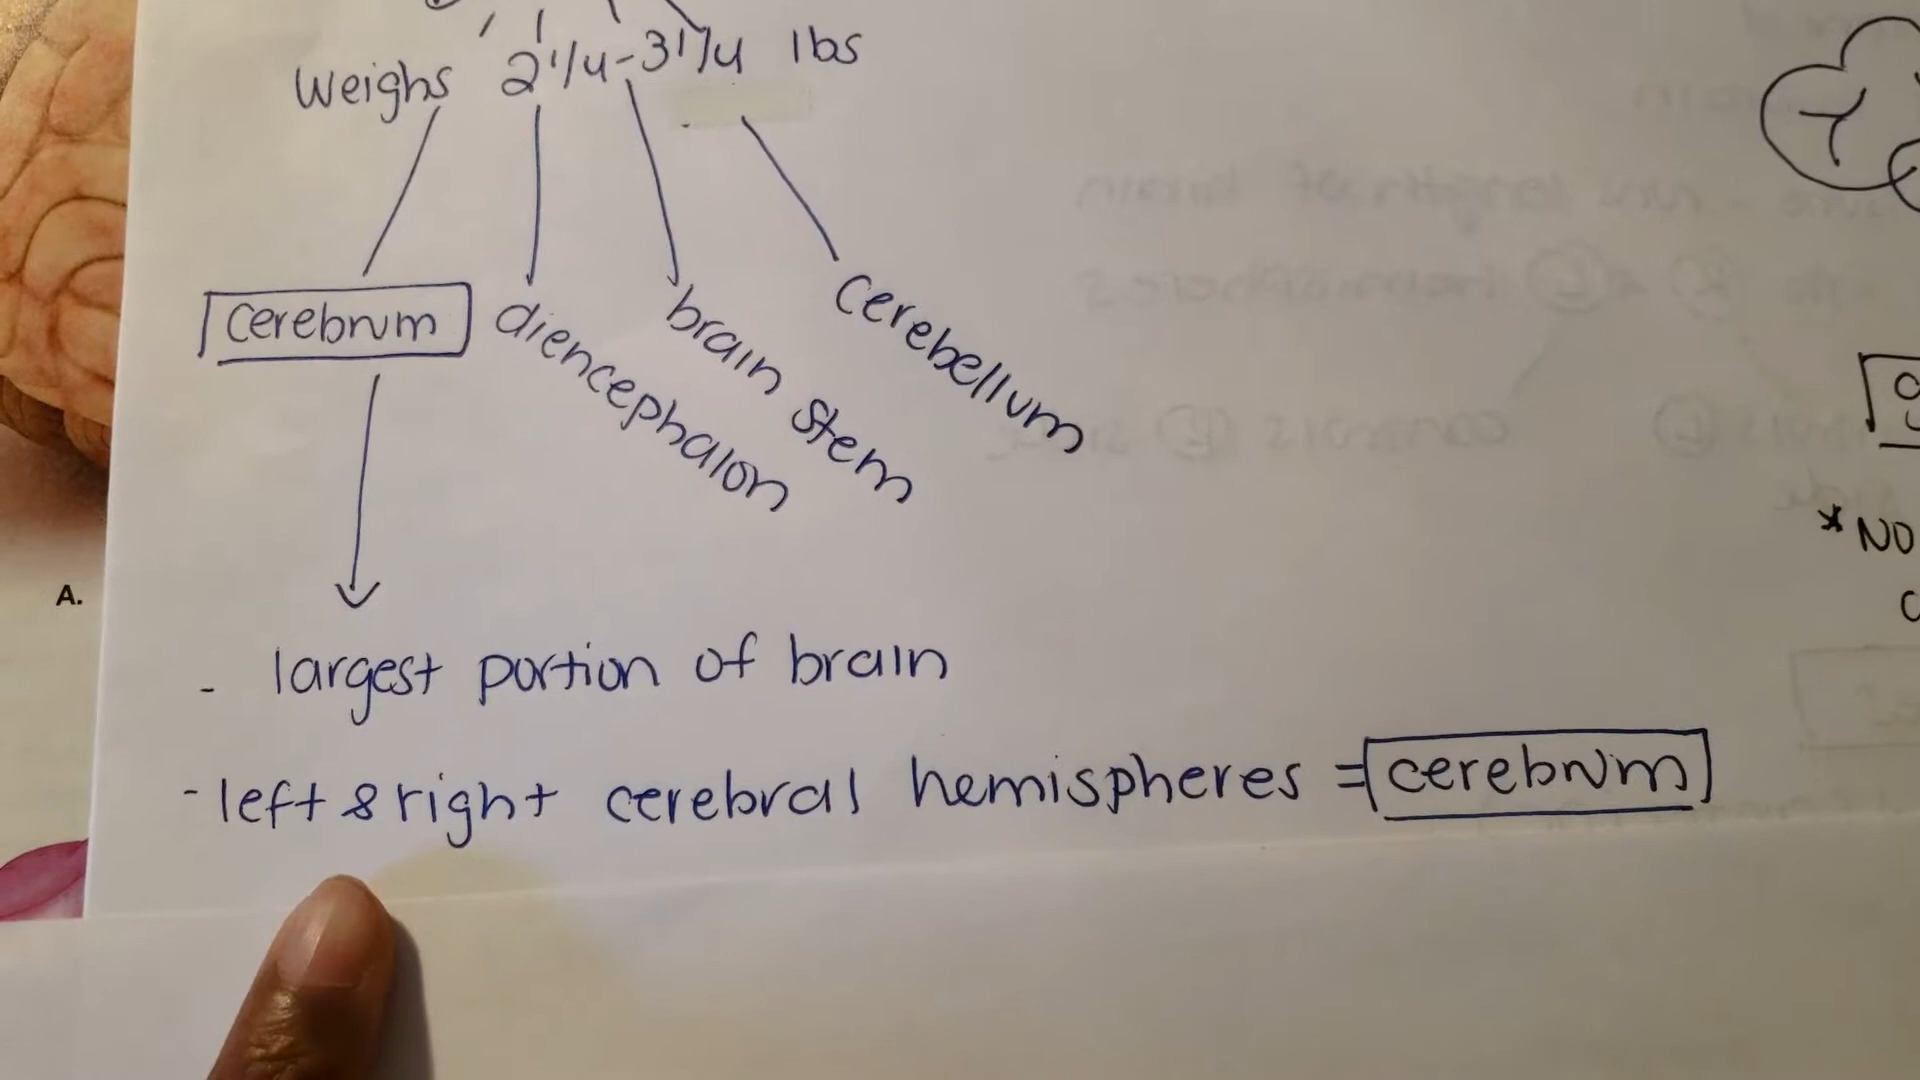 Weighs 2 1/4-3 1/4 lbs
cerebrum
diencephalon
brain stem
cerebellum
- largest portion of brain
- left & right cerebral hemispheres = cerebrum
A.
* NO